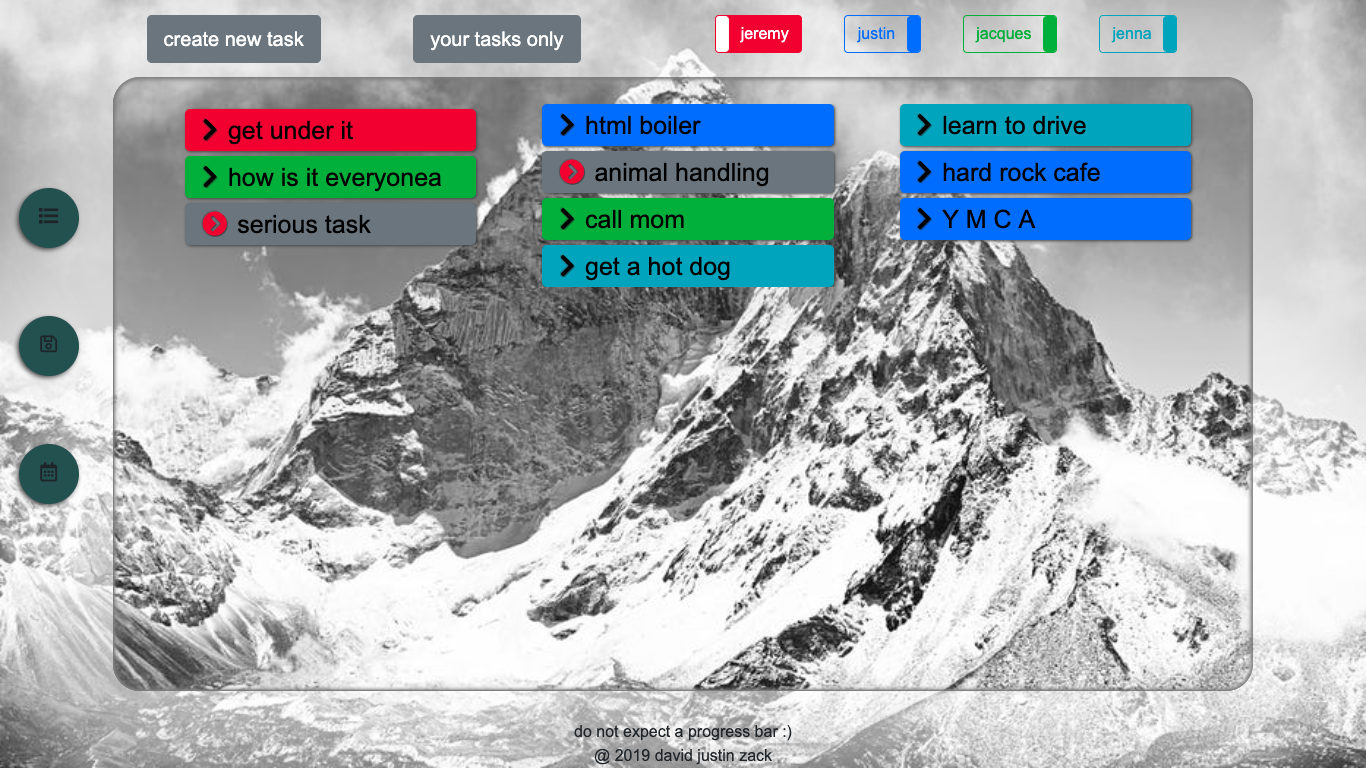 create new task
your tasks only
jeremy
justin
jacques
jenna
get under it
how is it everyonea
serious task
html boiler
animal handling
call mom
get a hot dog
learn to drive
hard rock cafe
Y M C A
do not expect a progress bar :)
@ 2019 david justin zack